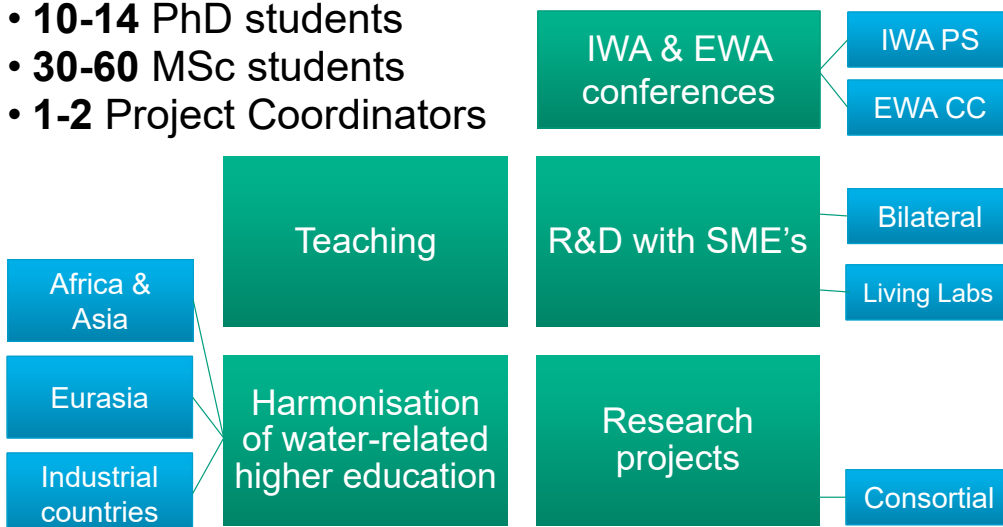 • 10-14 PhD students
• 30-60 MSc students
• 1-2 Project Coordinators
IWA & EWA
conferences
IWA PS
EWA CC
Teaching
R&D with SME’s
Bilateral
Living Labs
Africa &
Asia
Eurasia
Industrial
countries
Harmonisation
of water-related
higher education
Research
projects
Consortial